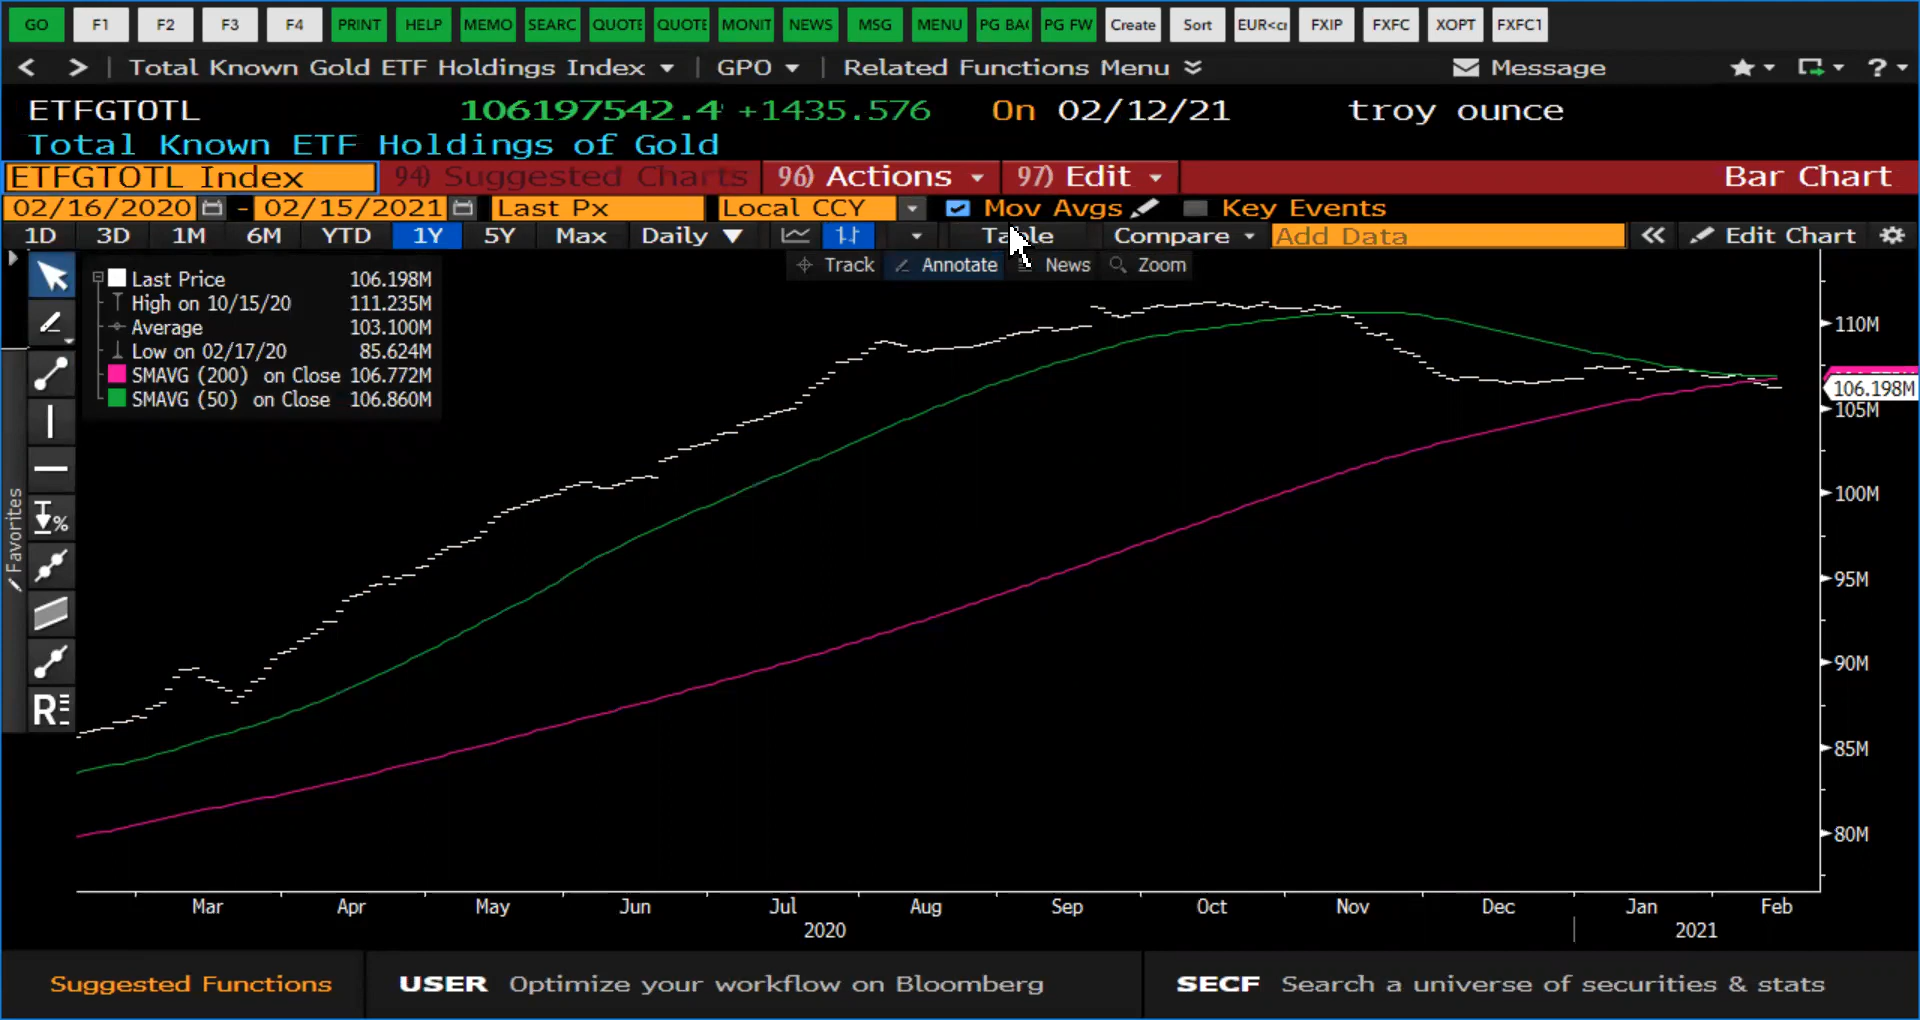 GO F1 F2 F3 F4 PRINT HELP MEMO SEARC QUOTE QUOTE MONIT NEWS MSG MENU PG BA PG FW Create Sort EUR<c FXIP FXFC XOPT FXFC1
< > Total Known Gold ETF Holdings Index GPO Related Functions Menu Message ?
ETFGTOTL 106197542.4 +1435.576 On 02/12/21 troy ounce
Total Known ETF Holdings of Gold
ETFGTOTL Index 94) Suggested Charts 96) Actions 97) Edit Bar Chart
02/16/2020 - 02/15/2021 Last Px Local CCY Mov Avgs Key Events
1D 3D 1M 6M YTD 1Y 5Y Max Daily Table Compare Add Data « Edit Chart
Track Annotate News Zoom
Last Price 106.198M
High on 10/15/20 111.235M
Average 103.100M
Low on 02/17/20 85.624M
SMAVG (200) on Close 106.772M
SMAVG (50) on Close 106.860M
%
R
Favorites
110M
106.198M
105M
100M
95M
90M
85M
80M
Mar Apr May Jun Jul Aug Sep Oct Nov Dec Jan Feb
2020 2021
Suggested Functions USER Optimize your workflow on Bloomberg SECF Search a universe of securities & stats